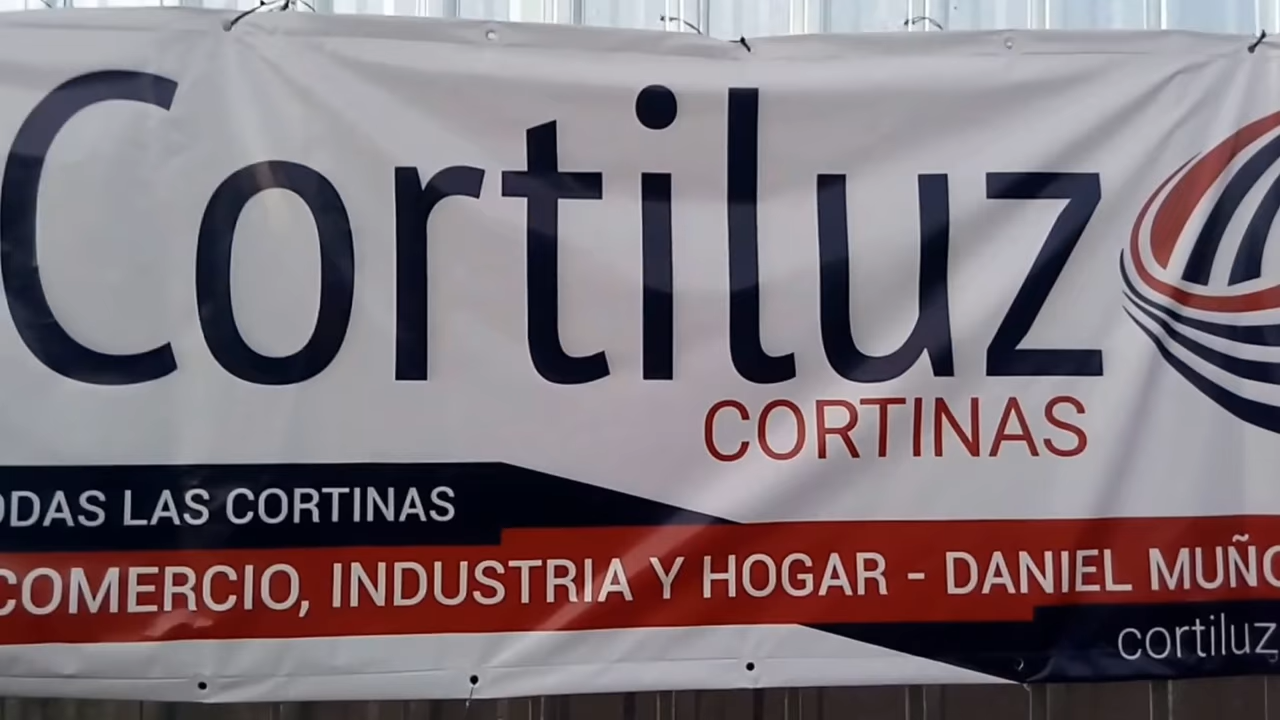 Cortiluz
CORTINAS
ODAS LAS CORTINAS
COMERCIO, INDUSTRIA Y HOGAR - DANIEL MUÑO
cortiluz